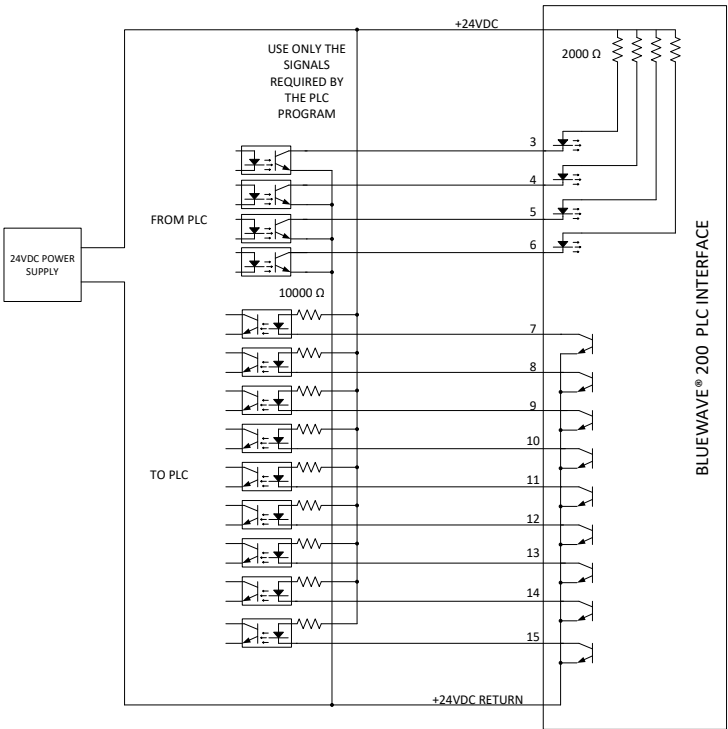 +24VDC
USE ONLY THE
SIGNALS
REQUIRED BY
THE PLC
PROGRAM
2000 Ω
3
4
FROM PLC
5
6
24VDC POWER
SUPPLY
10000 Ω
7
8
9
10
TO PLC
11
12
13
14
15
+24VDC RETURN
BLUEWAVE® 200 PLC INTERFACE